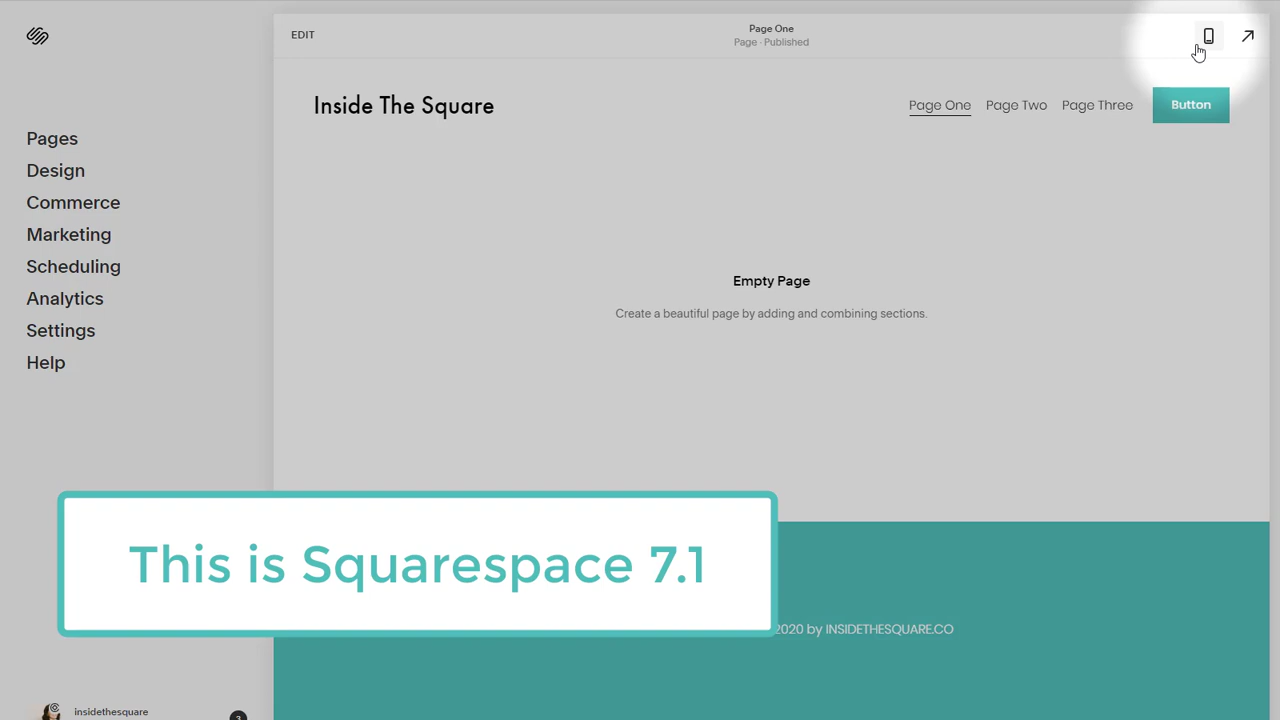 EDIT
Page One
Page · Published
Inside The Square
Page One
Page Two
Page Three
Button
Pages
Design
Commerce
Marketing
Scheduling
Analytics
Settings
Help
Empty Page
Create a beautiful page by adding and combining sections.
This is Squarespace 7.1
2020 by INSIDETHESQUARE.CO
insidethesquare